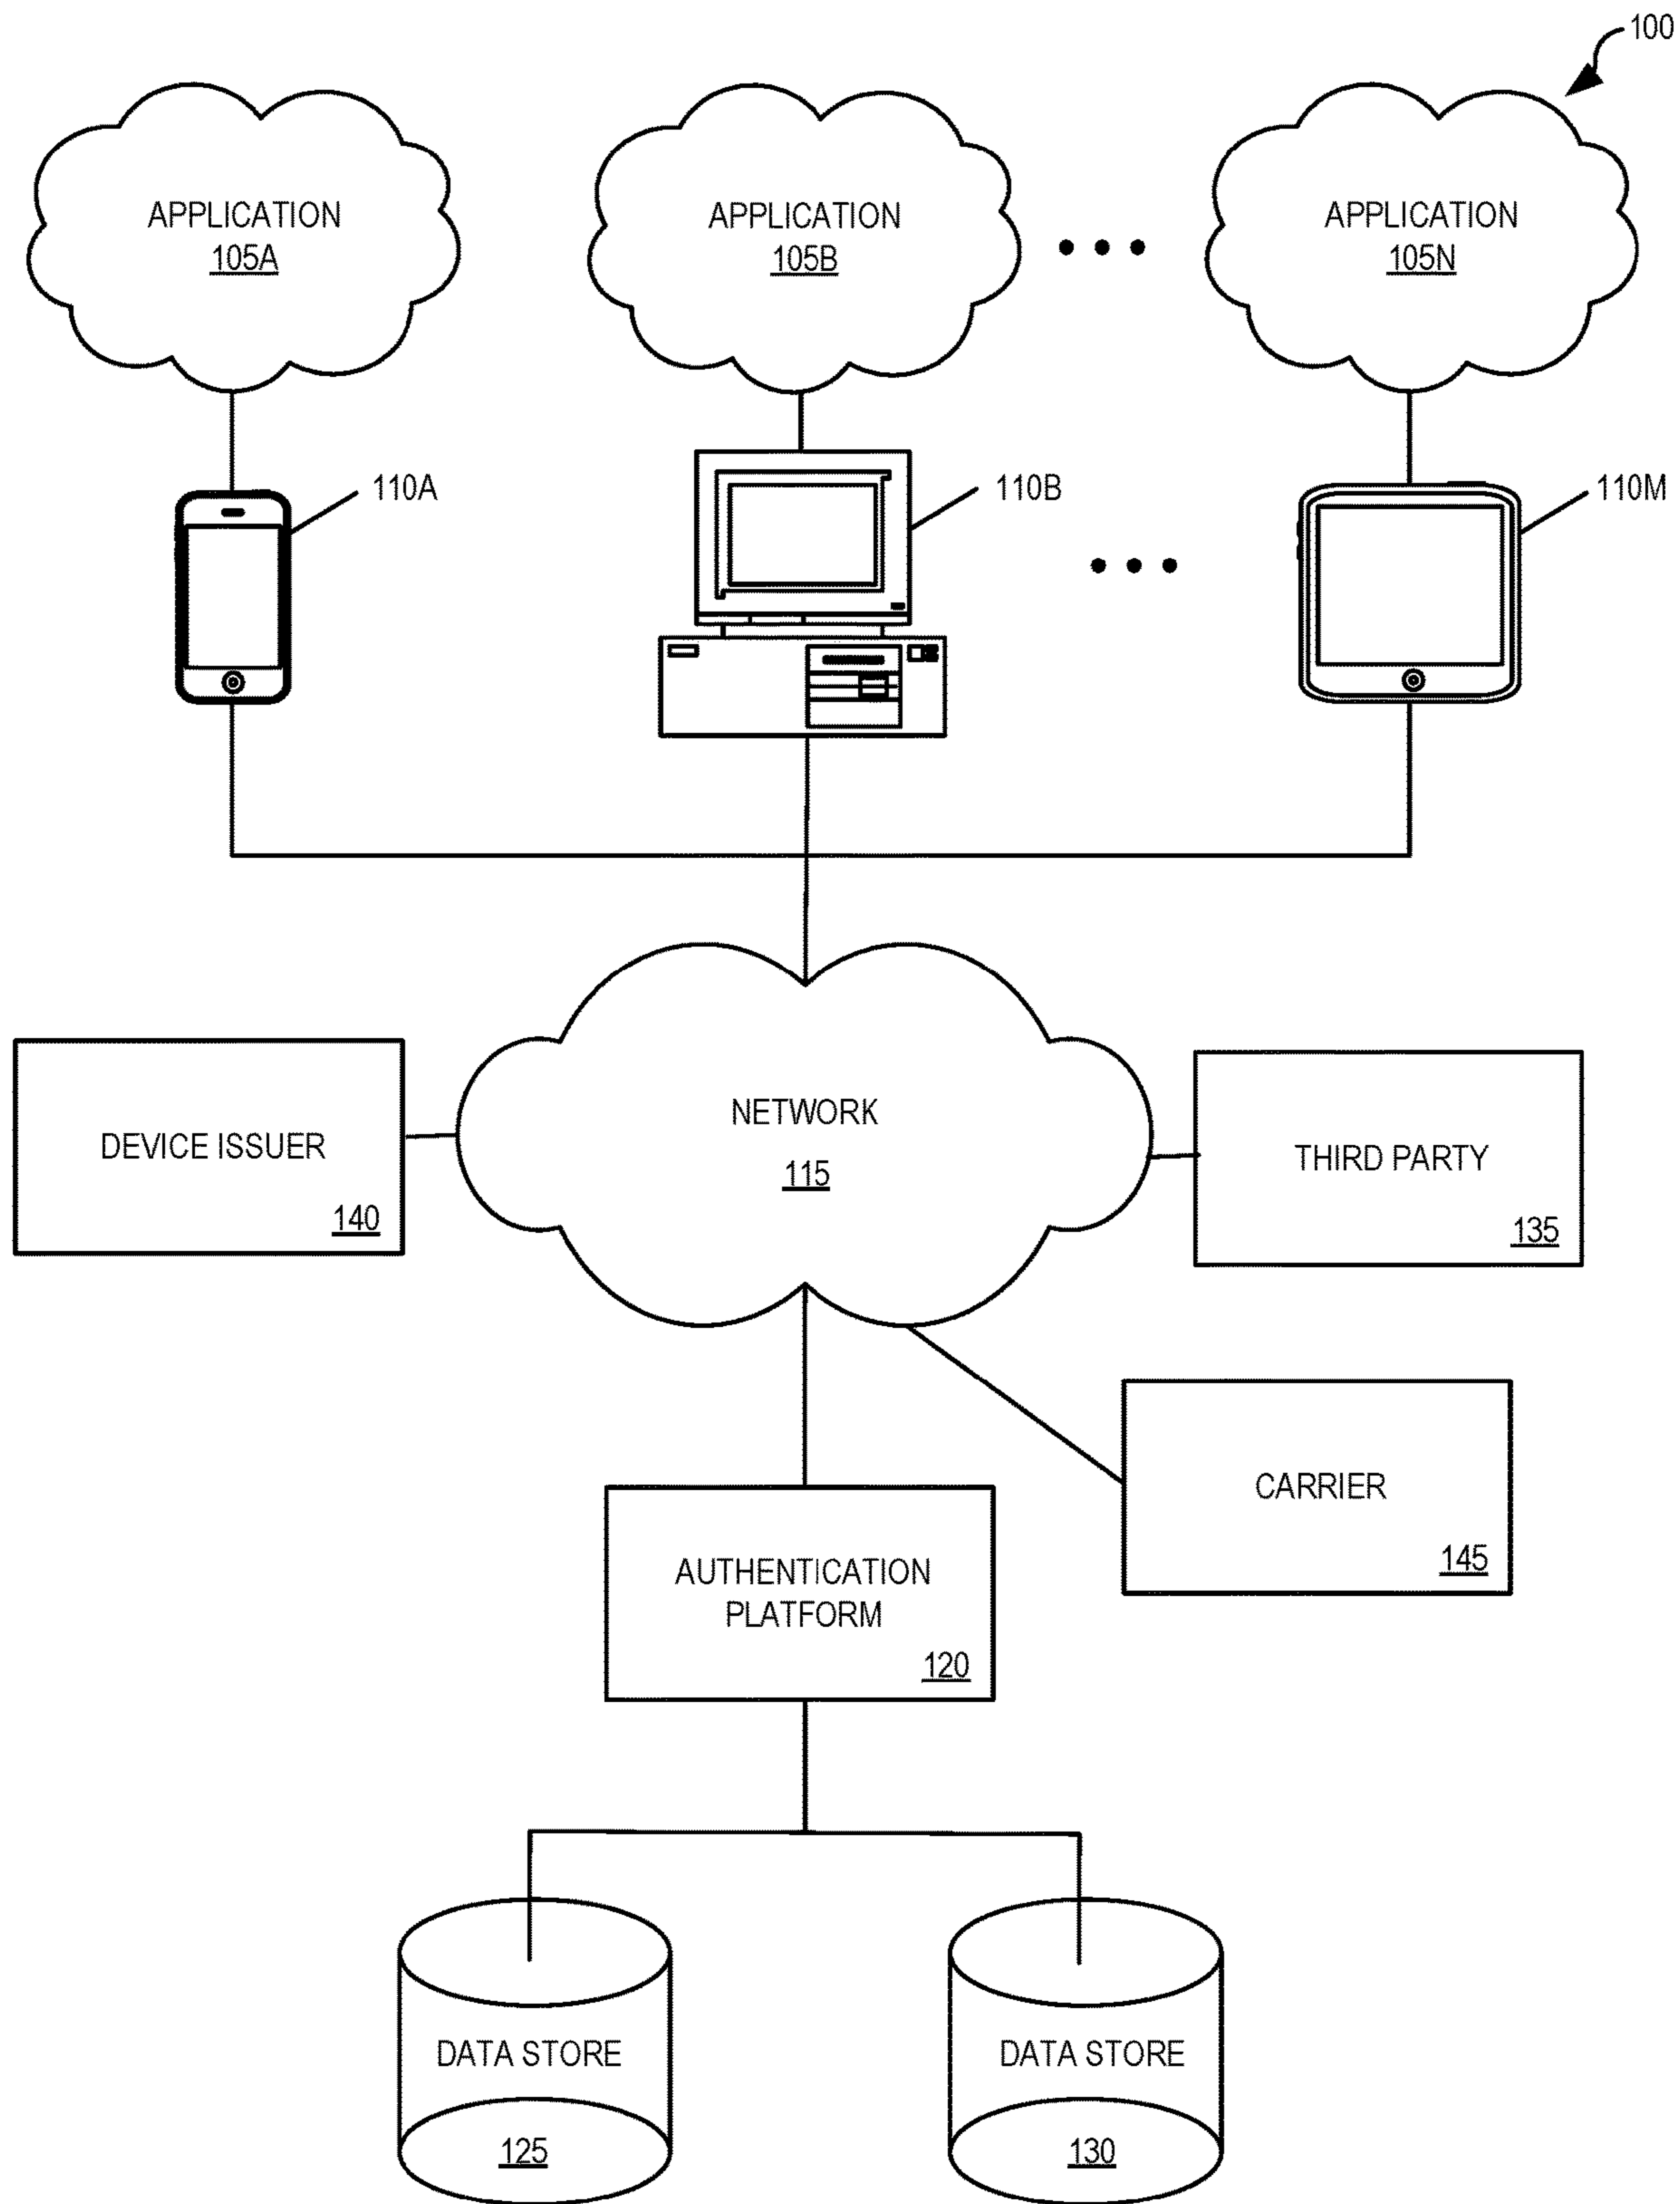 100
APPLICATION
105A
APPLICATION
105B
APPLICATION
105N
110A
110B
110M
NETWORK
115
DEVICE ISSUER
140
THIRD PARTY
135
CARRIER
145
AUTHENTICATION
PLATFORM
120
DATA STORE
125
DATA STORE
130